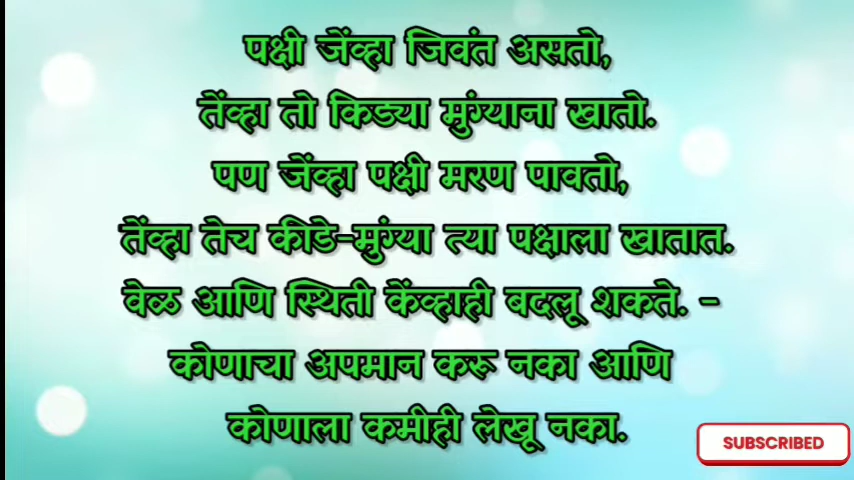 पक्षी जेंव्हा जिवंत असतो,
तेंव्हा तो किड्या मुंग्याना खातो.
पण जेंव्हा पक्षी मरण पावतो,
तेंव्हा तेच कीडे-मुंग्या त्या पक्षाला खातात.
वेळ आणि स्थिती केंव्हाही बदलू शकते. -
कोणाचा अपमान करू नका आणि
कोणाला कमीही लेखू नका.
SUBSCRIBED